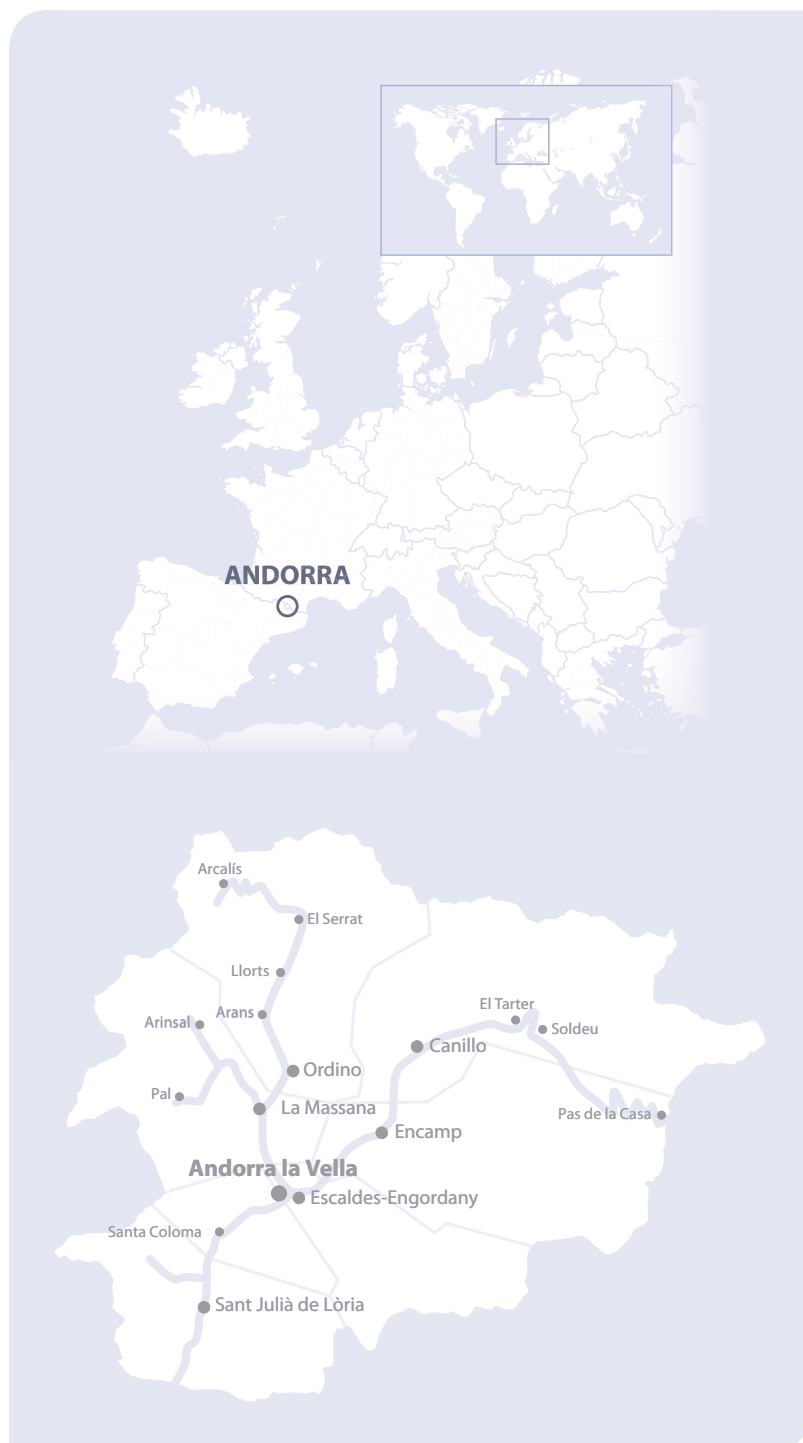 ANDORRA
Arcalís
El Serrat
Llorts
El Tarter
Arans
Arinsal
Soldeu
Canillo
Ordino
Pal
La Massana
Pas de la Casa
Encamp
Andorra la Vella
Escaldes-Engordany
Santa Coloma
Sant Julià de Lòria